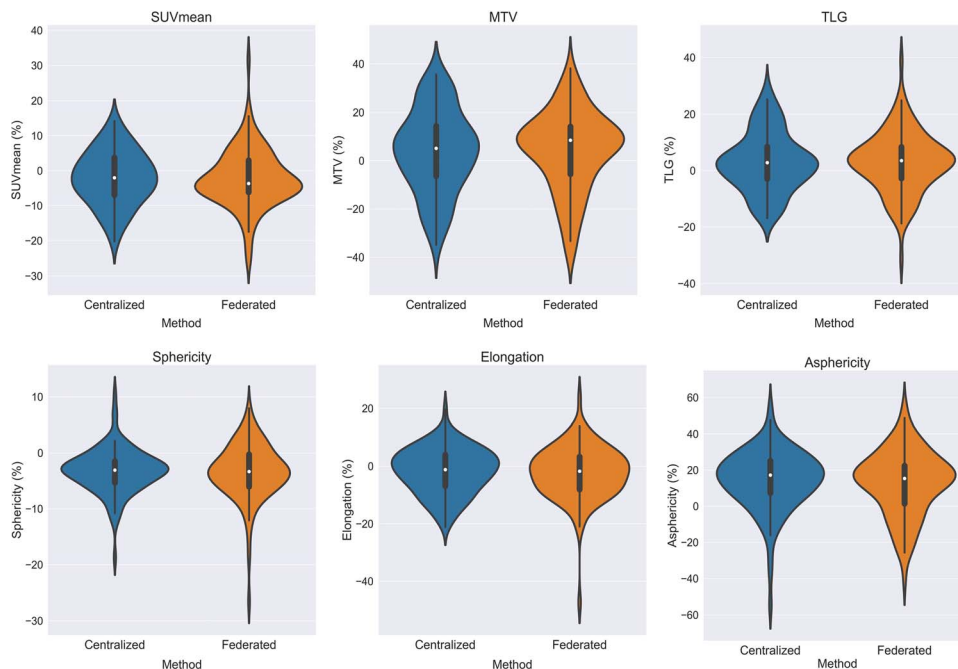 SUVmean
40
30
20
10
0
−10
−20
−30
SUVmean (%)
Centralized
Federated
Method
MTV
40
20
0
−20
−40
MTV (%)
Centralized
Federated
Method
TLG
40
20
0
−20
−40
TLG (%)
Centralized
Federated
Method
Sphericity
10
0
−10
−20
−30
Sphericity (%)
Centralized
Federated
Method
Elongation
20
0
−20
−40
Elongation (%)
Centralized
Federated
Method
Asphericity
60
40
20
0
−20
−40
−60
Asphericity (%)
Centralized
Federated
Method